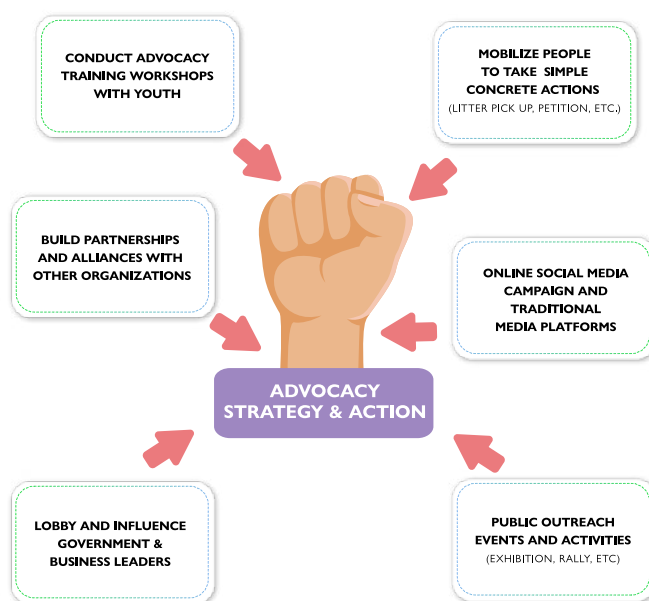 CONDUCT ADVOCACY
TRAINING WORKSHOPS
WITH YOUTH
MOBILIZE PEOPLE
TO TAKE SIMPLE
CONCRETE ACTIONS
(LITTER PICK UP, PETITION, ETC.)
BUILD PARTNERSHIPS
AND ALLIANCES WITH
OTHER ORGANIZATIONS
ONLINE SOCIAL MEDIA
CAMPAIGN AND
TRADITIONAL
MEDIA PLATFORMS
ADVOCACY
STRATEGY & ACTION
LOBBY AND INFLUENCE
GOVERNMENT &
BUSINESS LEADERS
PUBLIC OUTREACH
EVENTS AND ACTIVITIES
(EXHIBITION, RALLY, ETC)